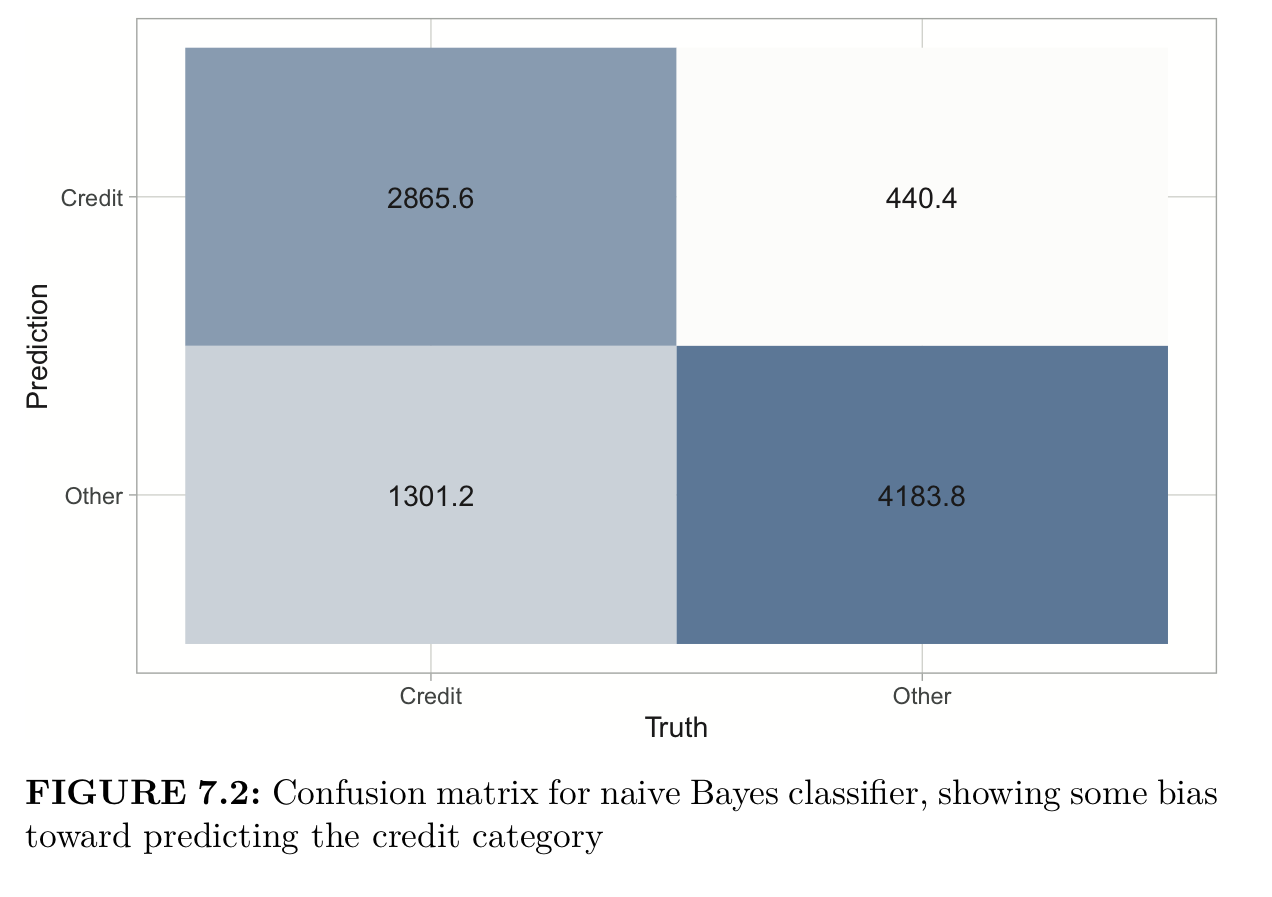 Credit
2865.6
440.4
Prediction
Other
1301.2
4183.8
Credit
Other
Truth
FIGURE 7.2: Confusion matrix for naive Bayes classifier, showing some bias
toward predicting the credit category